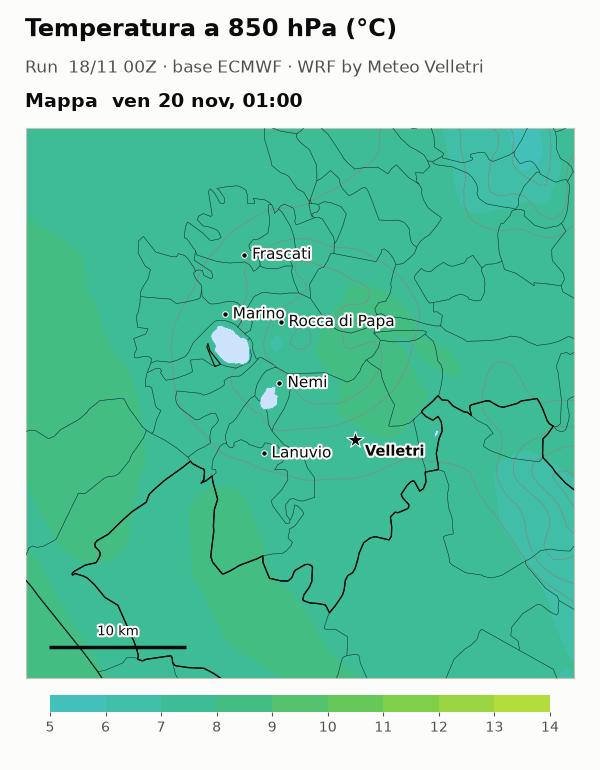 Temperatura a 850 hPa (°C)
Run  18/11 00Z · base ECMWF · WRF by Meteo Velletri
Mappa  ven 20 nov, 01:00
Frascati
Marino
Rocca di Papa
Nemi
Velletri
Lanuvio
10 km
5 6 7 8 9 10 11 12 13 14